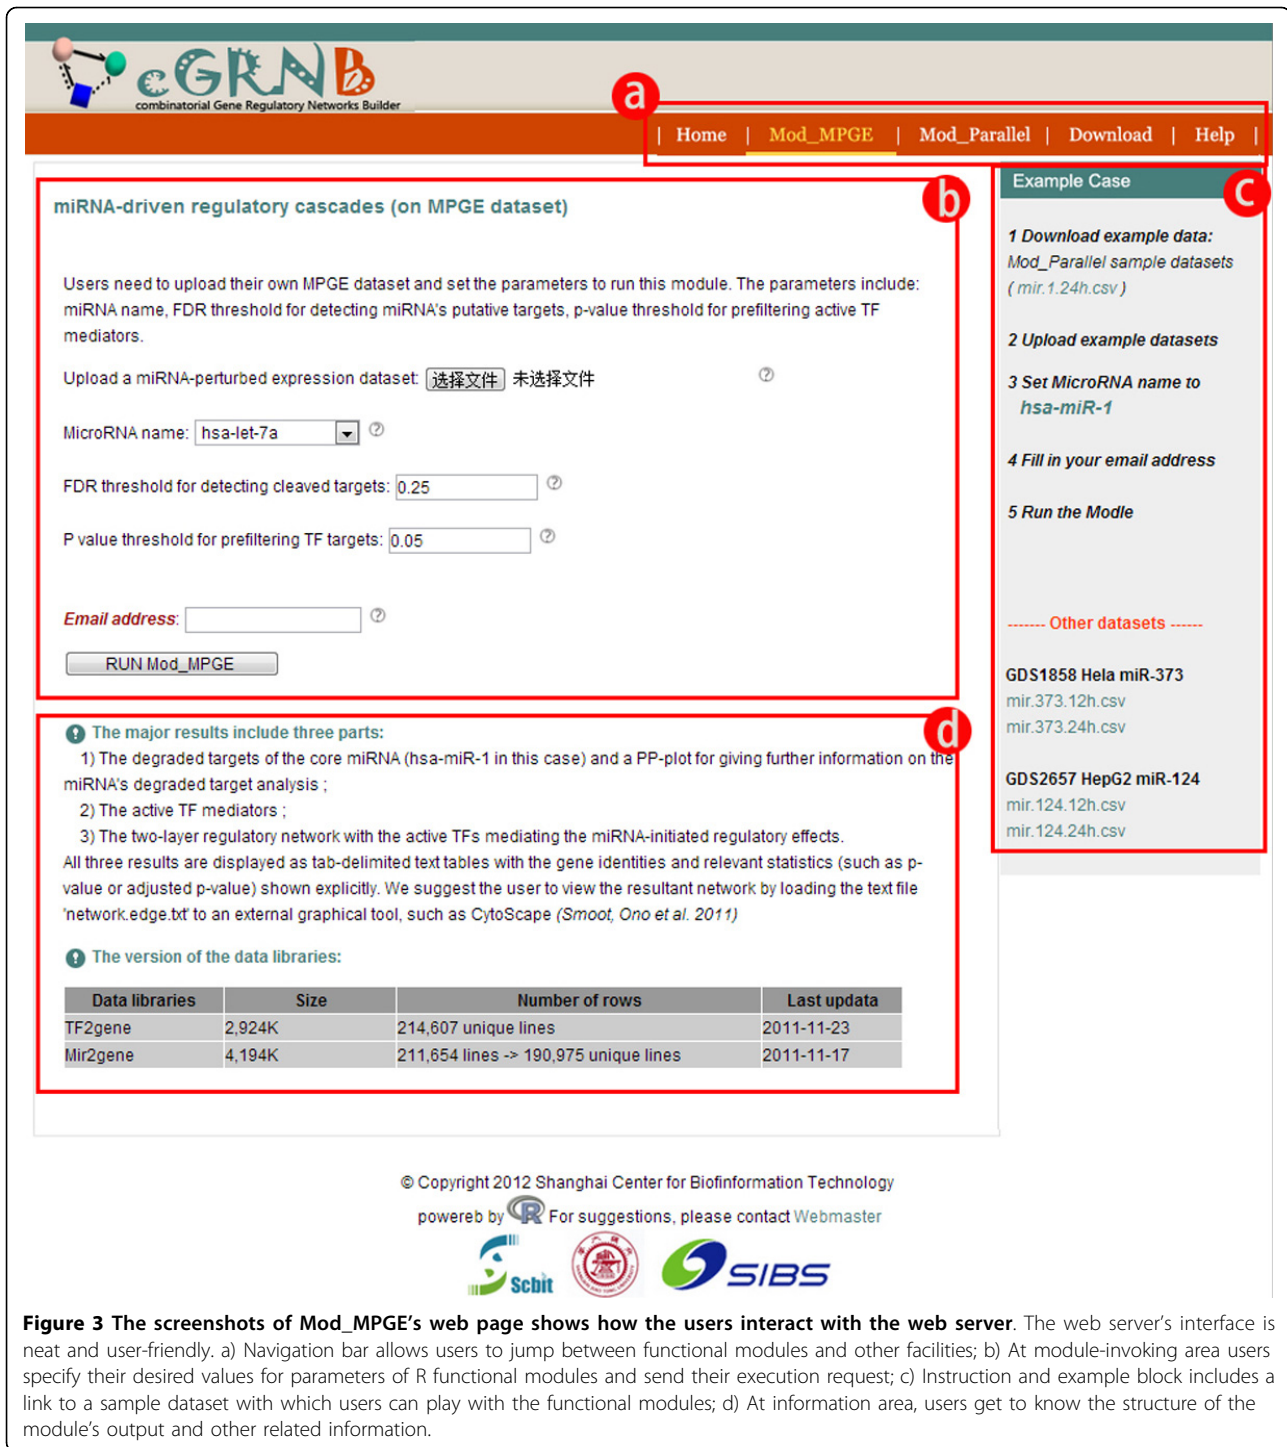 cGRNB
combinatorial Gene Regulatory Networks Builder
a
| Home | Mod_MPGE | Mod_Parallel | Download | Help |
b
miRNA-driven regulatory cascades (on MPGE dataset)
Users need to upload their own MPGE dataset and set the parameters to run this module. The parameters include:
miRNA name, FDR threshold for detecting miRNA's putative targets, p-value threshold for prefiltering active TF
mediators.
Upload a miRNA-perturbed expression dataset: 选择文件 未选择文件 ?
MicroRNA name: hsa-let-7a ?
FDR threshold for detecting cleaved targets: 0.25 ?
P value threshold for prefiltering TF targets: 0.05 ?
Email address: ?
RUN Mod_MPGE
c
Example Case
1 Download example data:
Mod_Parallel sample datasets
( mir.1.24h.csv )
2 Upload example datasets
3 Set MicroRNA name to
hsa-miR-1
4 Fill in your email address
5 Run the Modle
------- Other datasets ------
GDS1858 Hela miR-373
mir.373.12h.csv
mir.373.24h.csv
GDS2657 HepG2 miR-124
mir.124.12h.csv
mir.124.24h.csv
d
! The major results include three parts:
1) The degraded targets of the core miRNA (hsa-miR-1 in this case) and a PP-plot for giving further information on the
miRNA's degraded target analysis ;
2) The active TF mediators ;
3) The two-layer regulatory network with the active TFs mediating the miRNA-initiated regulatory effects.
All three results are displayed as tab-delimited text tables with the gene identities and relevant statistics (such as p-
value or adjusted p-value) shown explicitly. We suggest the user to view the resultant network by loading the text file
'network.edge.txt' to an external graphical tool, such as CytoScape (Smoot, Ono et al. 2011)
! The version of the data libraries:
Data libraries Size Number of rows Last updata
TF2gene 2,924K 214,607 unique lines 2011-11-23
Mir2gene 4,194K 211,654 lines -> 190,975 unique lines 2011-11-17
© Copyright 2012 Shanghai Center for Biofinformation Technology
powereb by R For suggestions, please contact Webmaster
Scbit SIBS
Figure 3 The screenshots of Mod_MPGE's web page shows how the users interact with the web server. The web server's interface is
neat and user-friendly. a) Navigation bar allows users to jump between functional modules and other facilities; b) At module-invoking area users
specify their desired values for parameters of R functional modules and send their execution request; c) Instruction and example block includes a
link to a sample dataset with which users can play with the functional modules; d) At information area, users get to know the structure of the
module's output and other related information.